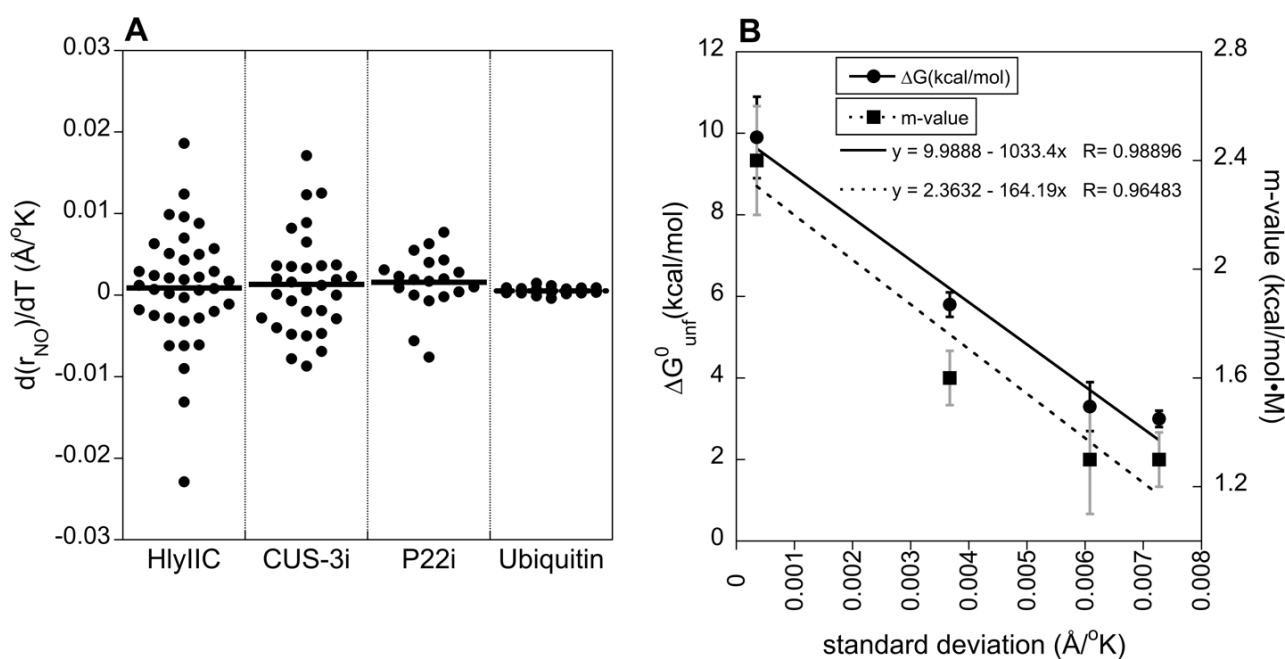 A
d(r_NO)/dT (Å/°K)
0.03
0.02
0.01
0
-0.01
-0.02
-0.03
HlyIIC
CUS-3i
P22i
Ubiquitin
B
ΔG⁰_unf(kcal/mol)
12
10
8
6
4
2
0
ΔG(kcal/mol)
m-value
y = 9.9888 - 1033.4x R= 0.98896
y = 2.3632 - 164.19x R= 0.96483
2.8
2.4
2
1.6
1.2
m-value (kcal/mol•M)
0
0.001
0.002
0.003
0.004
0.005
0.006
0.007
0.008
standard deviation (Å/°K)